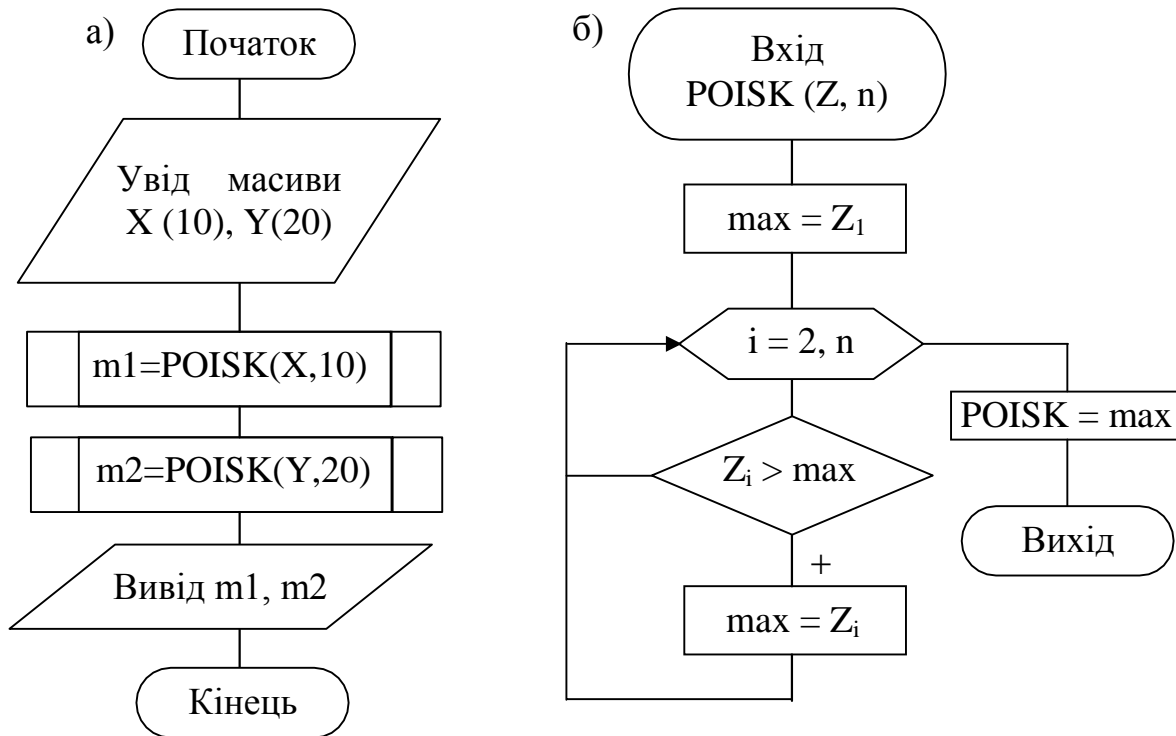 а)
Початок
Увід масиви
X (10), Y(20)
m1=POISK(X,10)
m2=POISK(Y,20)
Вивід m1, m2
Кінець
б)
Вхід
POISK (Z, n)
max = Z₁
i = 2, n
Zᵢ > max
+
max = Zᵢ
POISK = max
Вихід